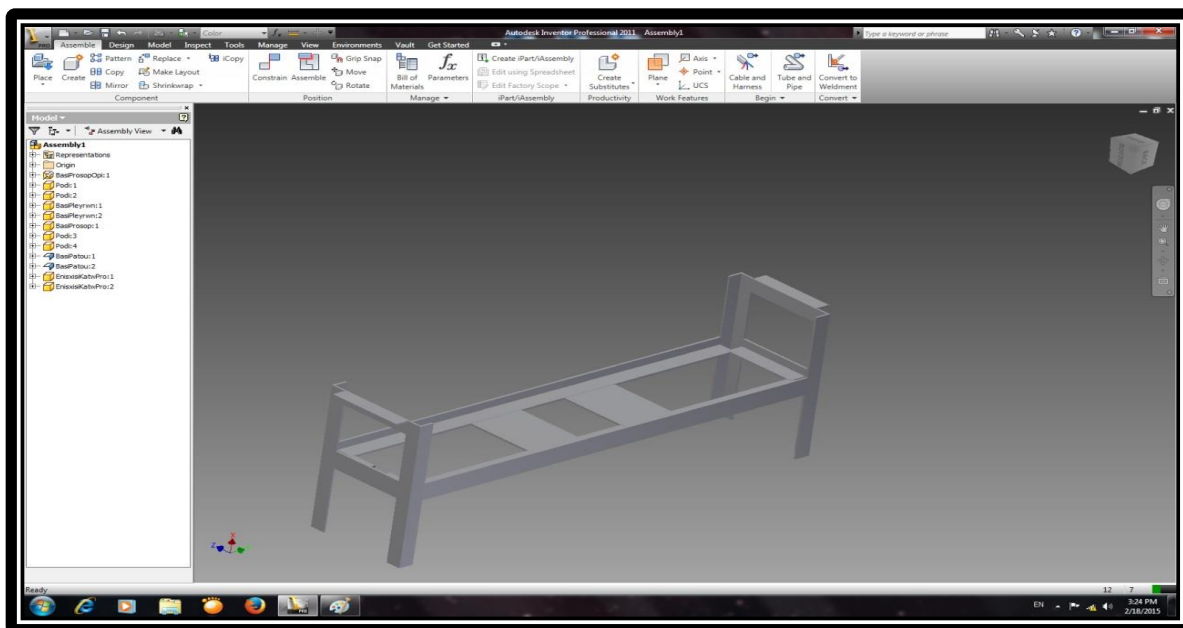 PRO
Color
Autodesk Inventor Professional 2011 Assembly1
Type a keyword or phrase
Assemble Design Model Inspect Tools Manage View Environments Vault Get Started
Place
Create
Pattern
Copy
Mirror
Replace
Make Layout
Shrinkwrap
iCopy
Component
Constrain
Assemble
Grip Snap
Move
Rotate
Position
Bill of
Materials
Parameters
Manage
Create iPart/iAssembly
Edit using Spreadsheet
Edit Factory Scope
iPart/iAssembly
Create
Substitutes
Productivity
Plane
Axis
Point
UCS
Work Features
Cable and
Harness
Tube and
Pipe
Begin
Convert to
Weldment
Convert
Model
Assembly View
Assembly1
Representations
Origin
BasiProsopOpi:1
Podi:1
Podi:2
BasiPleyrwn:1
BasiPleyrwn:2
BasiProsop:1
Podi:3
Podi:4
BasiPatou:1
BasiPatou:2
EnisxisiKatwPro:1
EnisxisiKatwPro:2
Z
X
Ready
12 7
PRO
EN
3:24 PM
2/18/2015